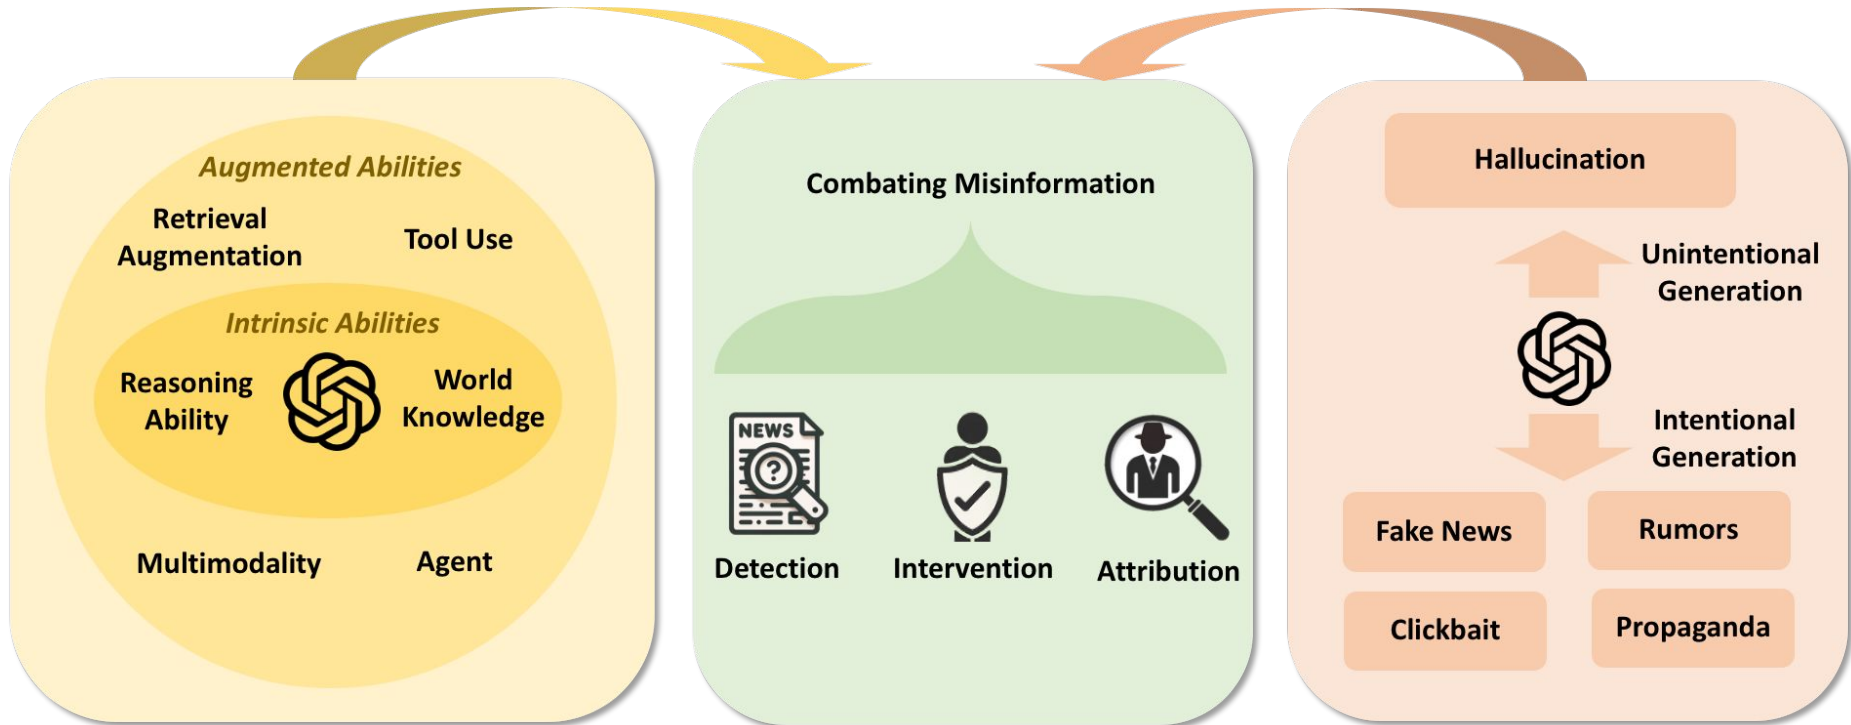 Augmented Abilities
Retrieval
Augmentation
Tool Use
Intrinsic Abilities
Reasoning
Ability
World
Knowledge
Multimodality
Agent
Combating Misinformation
NEWS
?
Detection
Intervention
Attribution
Hallucination
Unintentional
Generation
Intentional
Generation
Fake News
Rumors
Clickbait
Propaganda